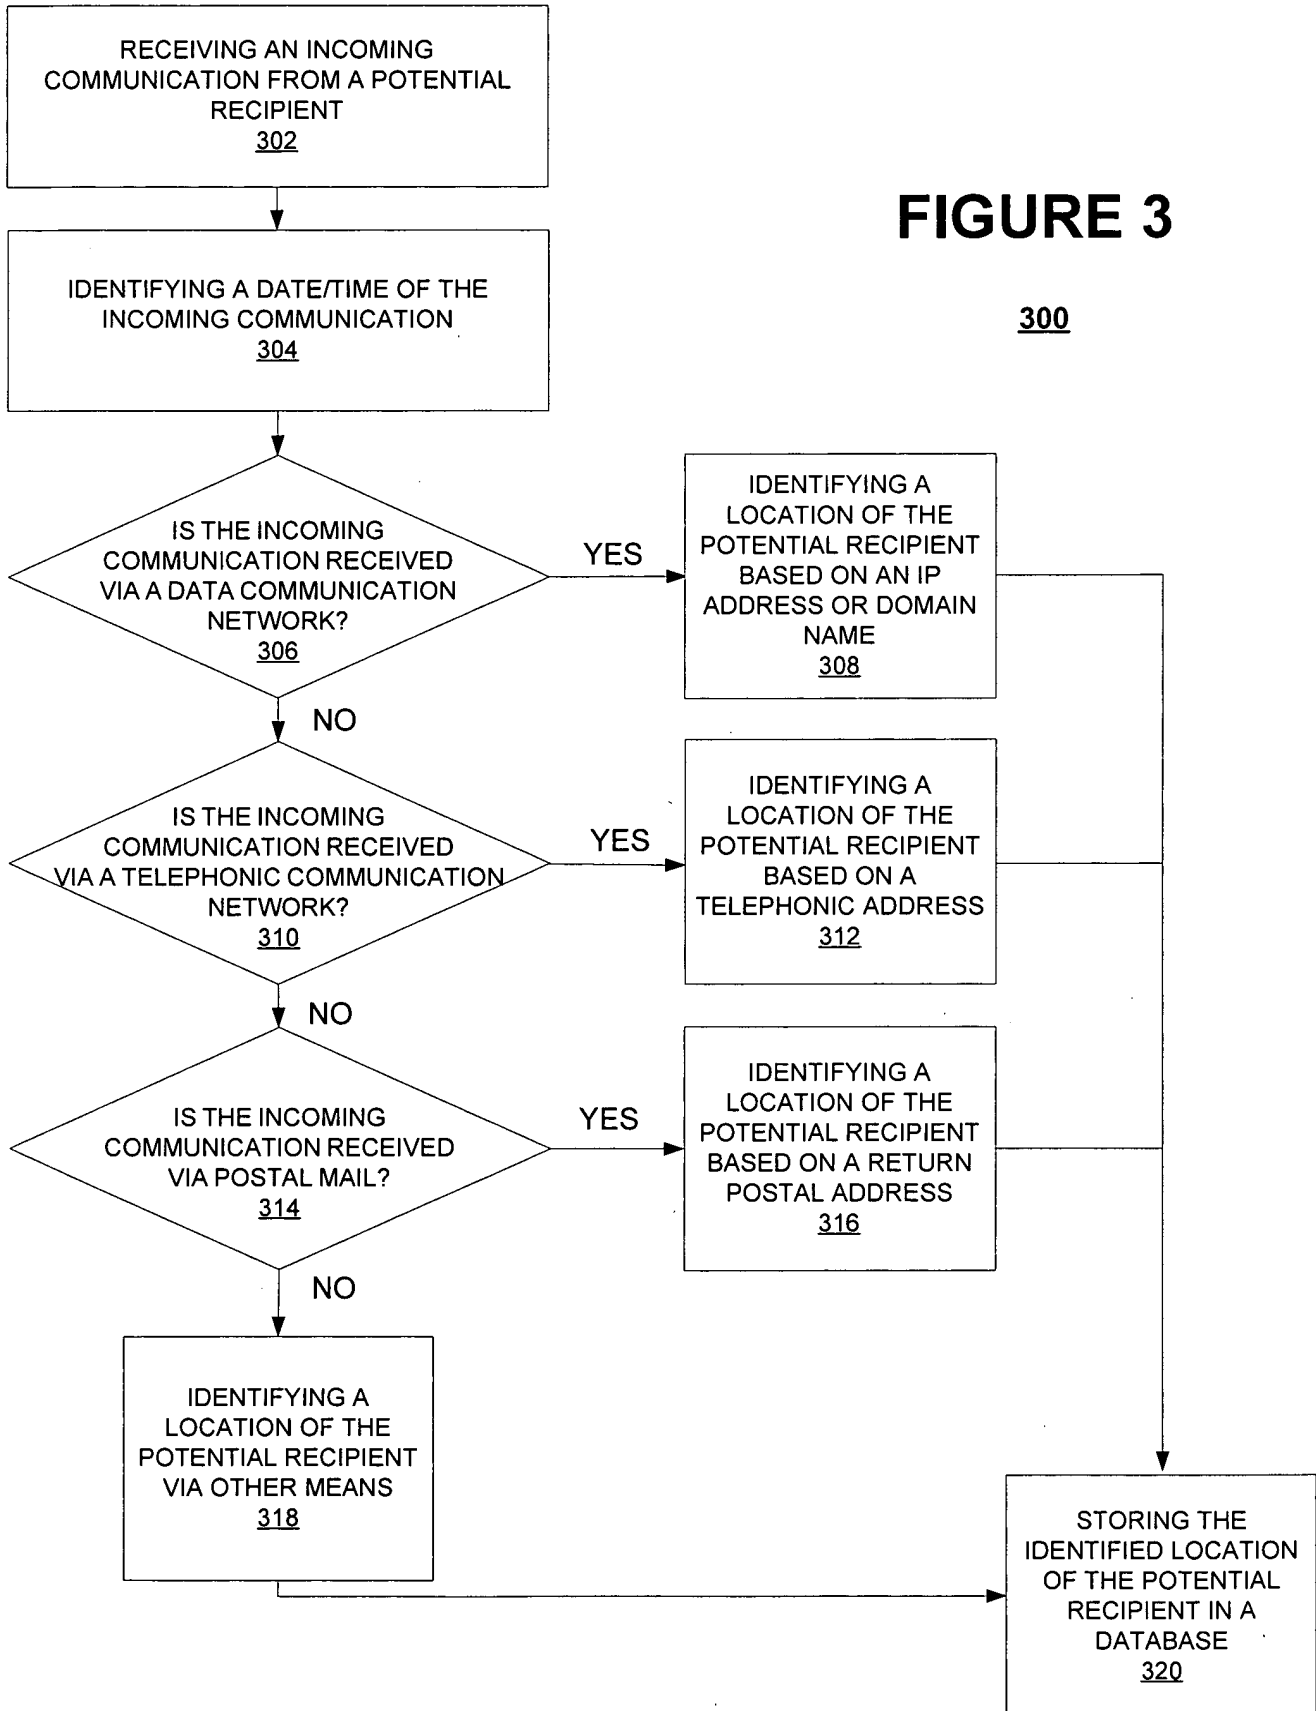 RECEIVING AN INCOMING
COMMUNICATION FROM A POTENTIAL
RECIPIENT
302
FIGURE 3
300
IDENTIFYING A DATE/TIME OF THE
INCOMING COMMUNICATION
304
IS THE INCOMING
COMMUNICATION RECEIVED
VIA A DATA COMMUNICATION
NETWORK?
306
YES
IDENTIFYING A
LOCATION OF THE
POTENTIAL RECIPIENT
BASED ON AN IP
ADDRESS OR DOMAIN
NAME
308
NO
IS THE INCOMING
COMMUNICATION RECEIVED
VIA A TELEPHONIC COMMUNICATION
NETWORK?
310
YES
IDENTIFYING A
LOCATION OF THE
POTENTIAL RECIPIENT
BASED ON A
TELEPHONIC ADDRESS
312
NO
IS THE INCOMING
COMMUNICATION RECEIVED
VIA POSTAL MAIL?
314
YES
IDENTIFYING A
LOCATION OF THE
POTENTIAL RECIPIENT
BASED ON A RETURN
POSTAL ADDRESS
316
NO
IDENTIFYING A
LOCATION OF THE
POTENTIAL RECIPIENT
VIA OTHER MEANS
318
STORING THE
IDENTIFIED LOCATION
OF THE POTENTIAL
RECIPIENT IN A
DATABASE
320